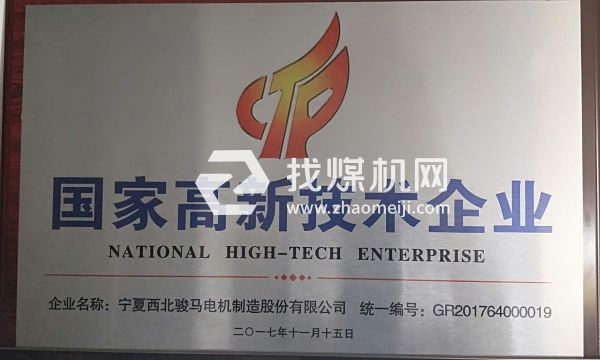 找煤机网
www.zhaomeiji.com
国家高新技术企业
NATIONAL HIGH-TECH ENTERPRISE
企业名称：宁夏西北骏马电机制造股份有限公司 统一编号：GR201764000019
二〇一七年十一月十五日